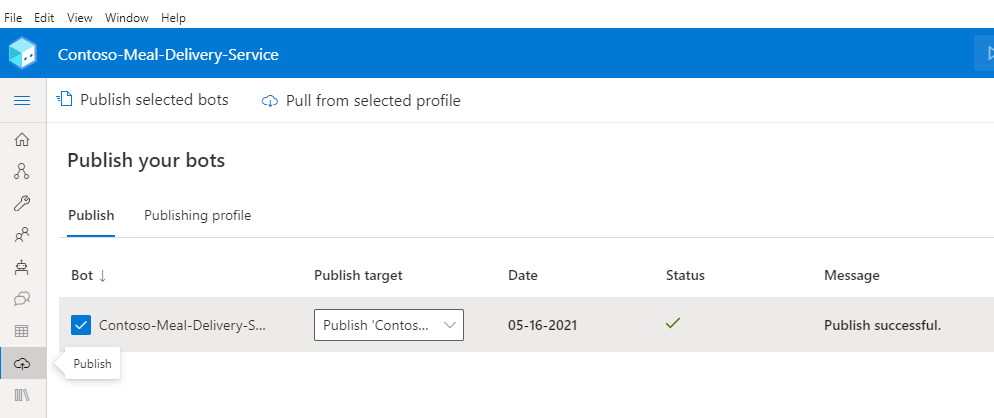 File Edit View Window Help
Contoso-Meal-Delivery-Service
Publish selected bots Pull from selected profile
Publish your bots
Publish Publishing profile
Bot ↓ Publish target Date Status Message
Contoso-Meal-Delivery-S... Publish 'Contos... 05-16-2021 Publish successful.
Publish